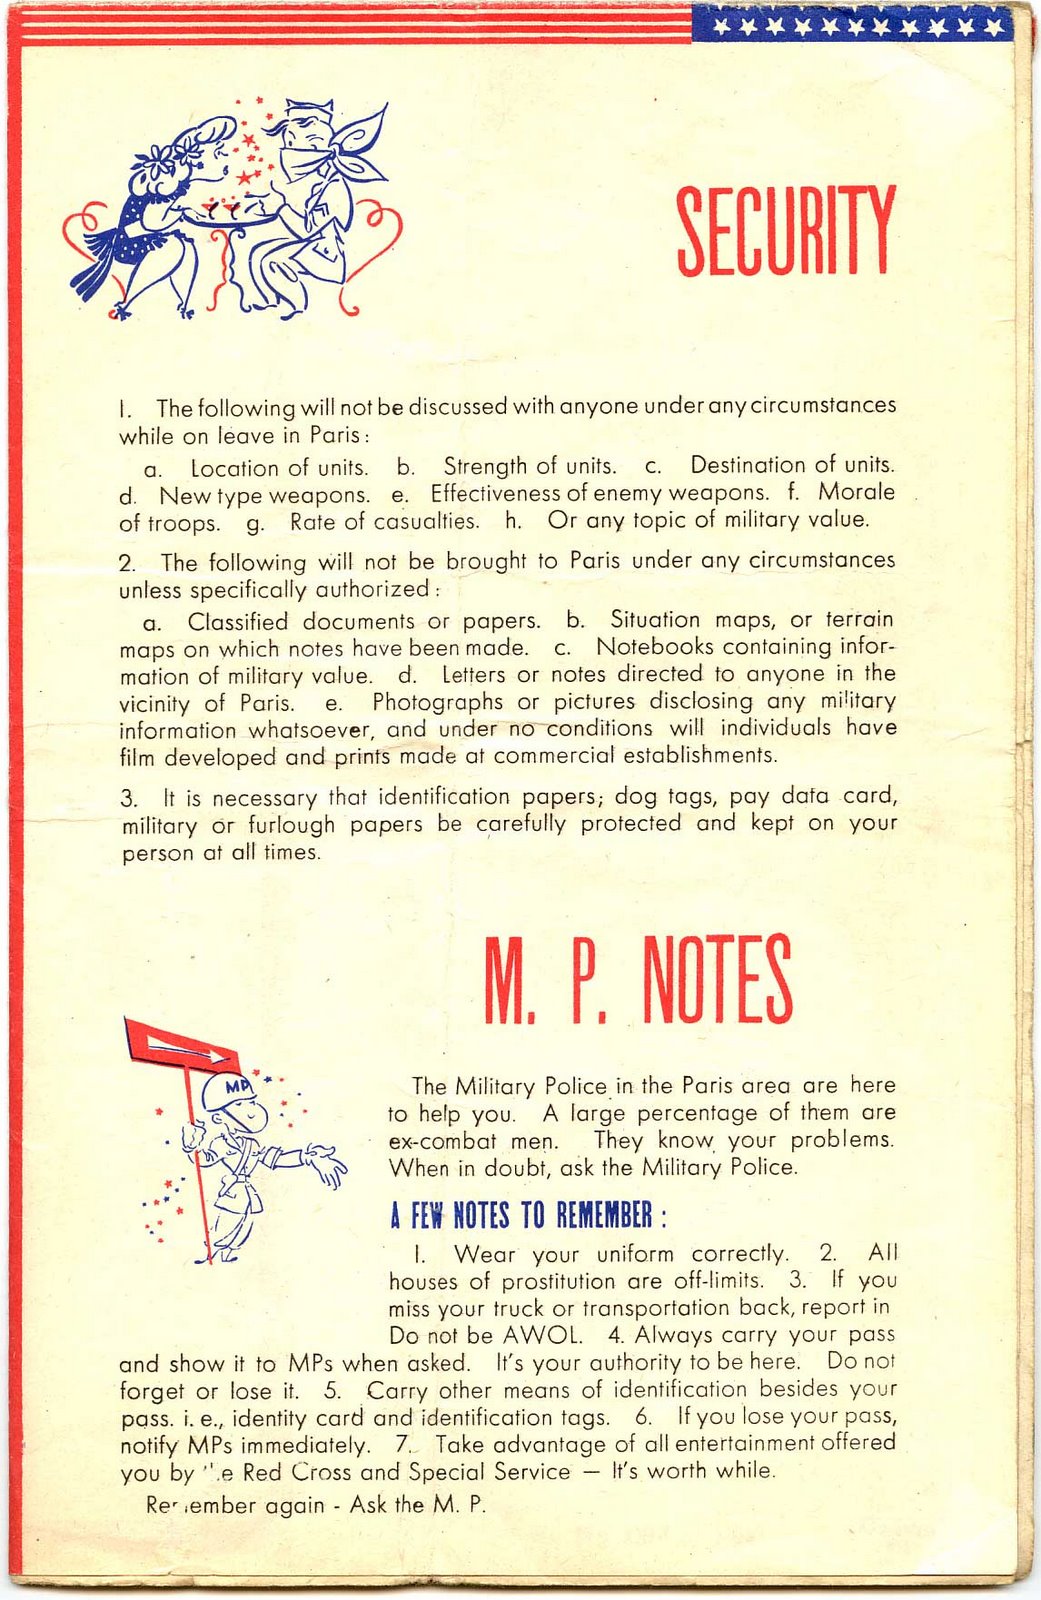 SECURITY
1. The following will not be discussed with anyone under any circumstances
while on leave in Paris :
a. Location of units. b. Strength of units. c. Destination of units.
d. New type weapons. e. Effectiveness of enemy weapons. f. Morale
of troops. g. Rate of casualties. h. Or any topic of military value.
2. The following will not be brought to Paris under any circumstances
unless specifically authorized :
a. Classified documents or papers. b. Situation maps, or terrain
maps on which notes have been made. c. Notebooks containing infor-
mation of military value. d. Letters or notes directed to anyone in the
vicinity of Paris. e. Photographs or pictures disclosing any military
information whatsoever, and under no conditions will individuals have
film developed and prints made at commercial establishments.
3. It is necessary that identification papers; dog tags, pay data card,
military or furlough papers be carefully protected and kept on your
person at all times.
M. P. NOTES
MP
The Military Police in the Paris area are here
to help you. A large percentage of them are
ex-combat men. They know your problems.
When in doubt, ask the Military Police.
A FEW NOTES TO REMEMBER :
1. Wear your uniform correctly. 2. All
houses of prostitution are off-limits. 3. If you
miss your truck or transportation back, report in
Do not be AWOL. 4. Always carry your pass
and show it to MPs when asked. It's your authority to be here. Do not
forget or lose it. 5. Carry other means of identification besides your
pass. i. e., identity card and identification tags. 6. If you lose your pass,
notify MPs immediately. 7. Take advantage of all entertainment offered
you by the Red Cross and Special Service — It's worth while.
Remember again - Ask the M. P.